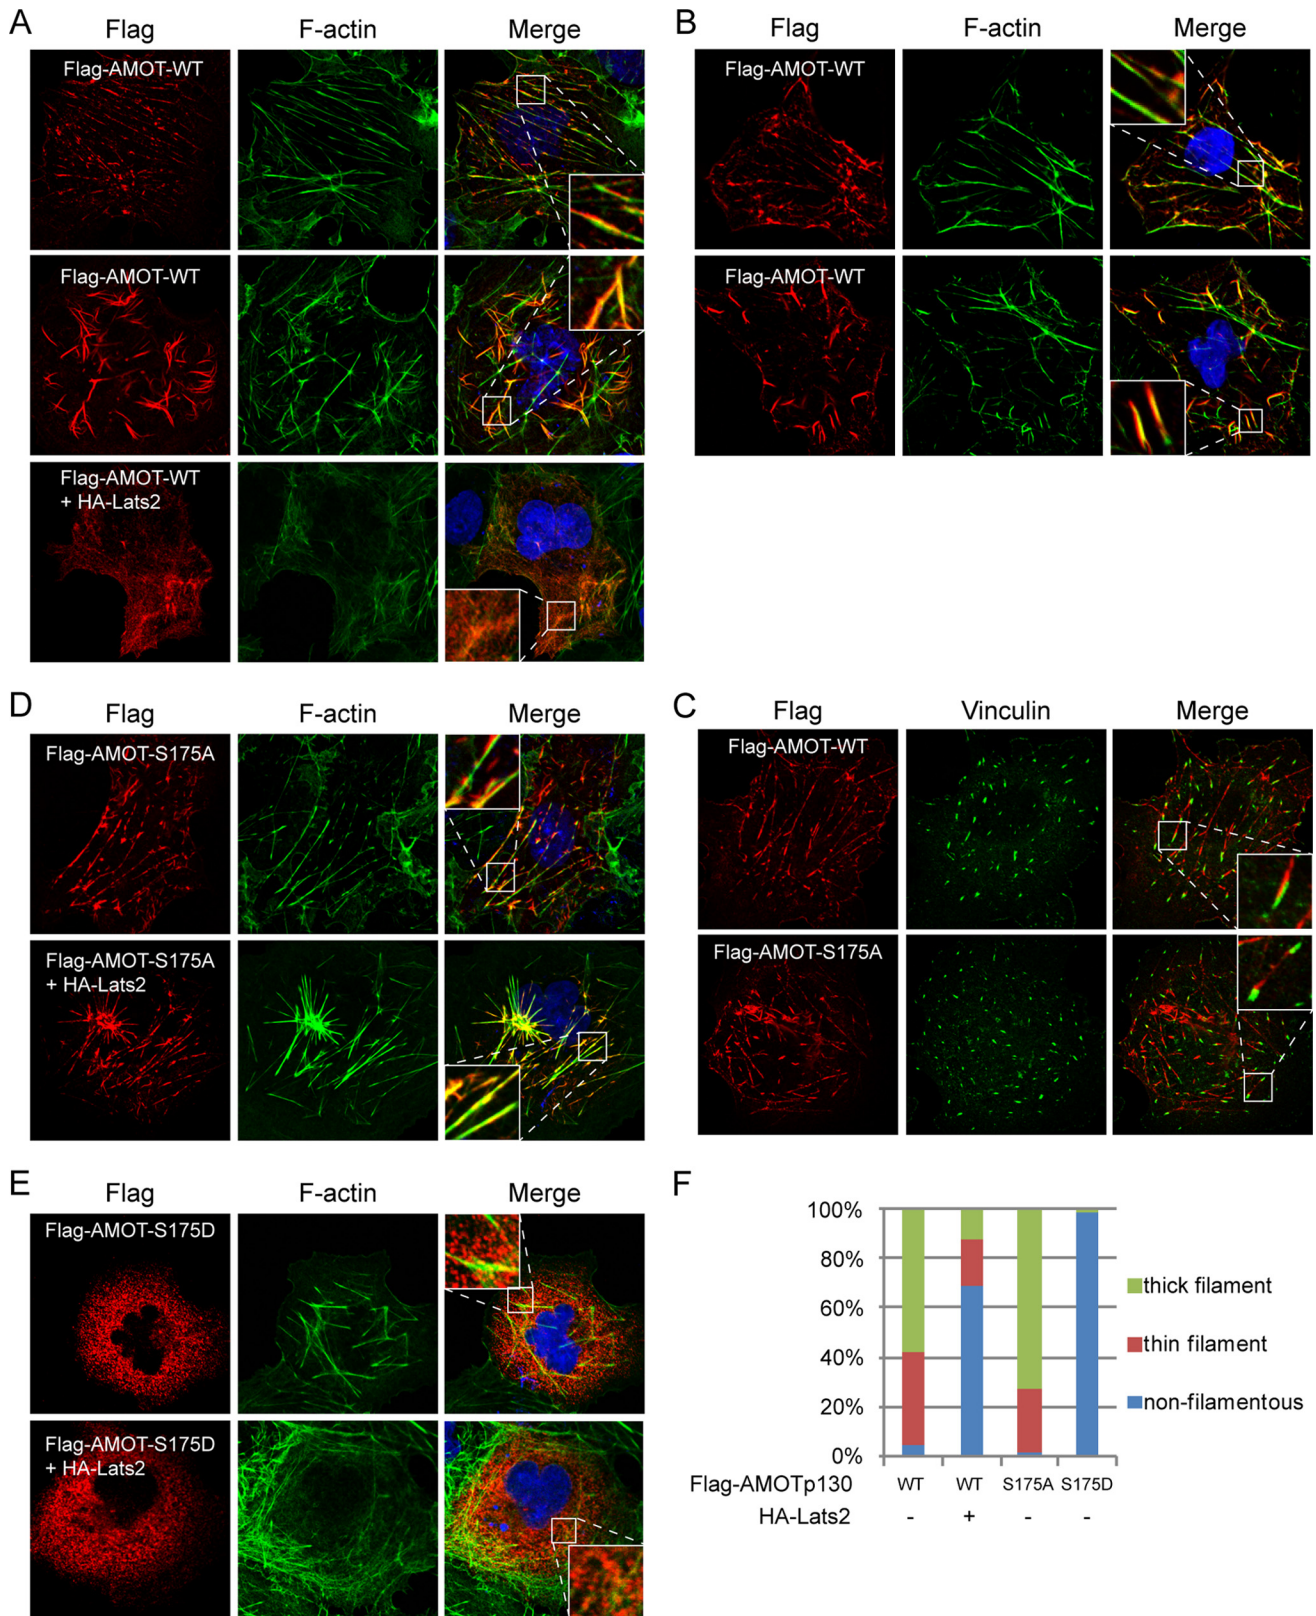 A
Flag F-actin Merge
Flag-AMOT-WT
Flag-AMOT-WT
Flag-AMOT-WT
+ HA-Lats2
B
Flag F-actin Merge
Flag-AMOT-WT
Flag-AMOT-WT
D
Flag F-actin Merge
Flag-AMOT-S175A
Flag-AMOT-S175A
+ HA-Lats2
C
Flag Vinculin Merge
Flag-AMOT-WT
Flag-AMOT-S175A
E
Flag F-actin Merge
Flag-AMOT-S175D
Flag-AMOT-S175D
+ HA-Lats2
F
100%
80%
60%
40%
20%
0%
thick filament
thin filament
non-filamentous
Flag-AMOTp130 WT WT S175A S175D
HA-Lats2 - + - -